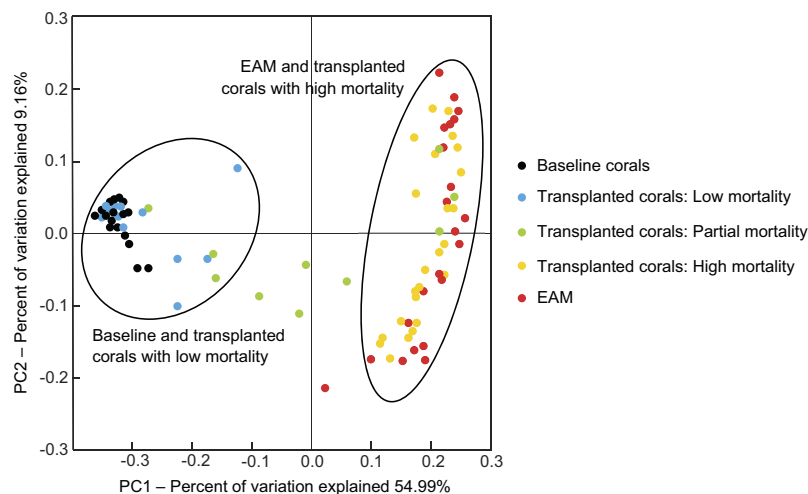 0.3
0.2
0.1
0.0
-0.1
-0.2
-0.3
PC2 – Percent of variation explained 9.16%
EAM and transplanted
corals with high mortality
Baseline and transplanted
corals with low mortality
-0.3 -0.2 -0.1 0.0 0.1 0.2 0.3
PC1 – Percent of variation explained 54.99%
Baseline corals
Transplanted corals: Low mortality
Transplanted corals: Partial mortality
Transplanted corals: High mortality
EAM